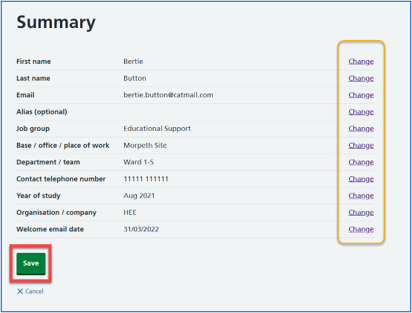 Summary
First name Bertie Change
Last name Button Change
Email bertie.button@catmail.com Change
Alias (optional) Change
Job group Educational Support Change
Base / office / place of work Morpeth Site Change
Department / team Ward 1-5 Change
Contact telephone number 11111 111111 Change
Year of study Aug 2021 Change
Organisation / company HEE Change
Welcome email date 31/03/2022 Change
Save
✕ Cancel